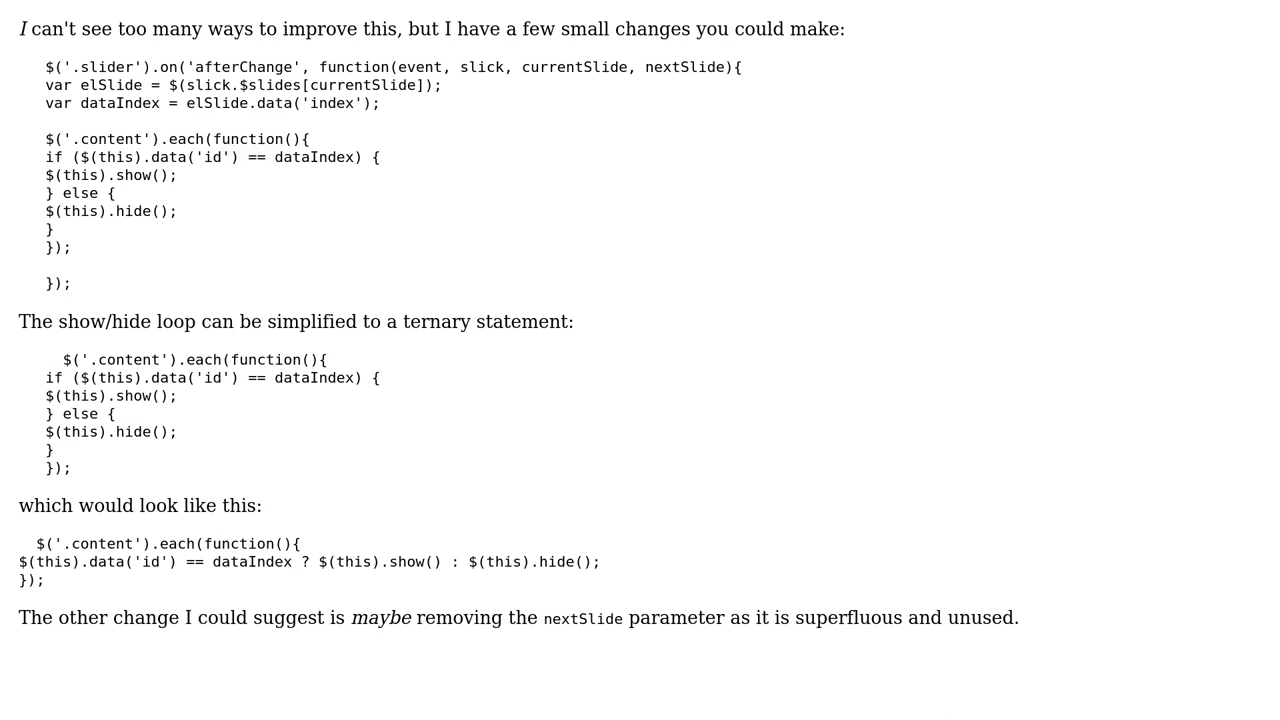 I can't see too many ways to improve this, but I have a few small changes you could make:
$('.slider').on('afterChange', function(event, slick, currentSlide, nextSlide){
var elSlide = $(slick.$slides[currentSlide]);
var dataIndex = elSlide.data('index');
$('.content').each(function(){
if ($(this).data('id') == dataIndex) {
$(this).show();
} else {
$(this).hide();
}
});
});
The show/hide loop can be simplified to a ternary statement:
$('.content').each(function(){
if ($(this).data('id') == dataIndex) {
$(this).show();
} else {
$(this).hide();
}
});
which would look like this:
$('.content').each(function(){
$(this).data('id') == dataIndex ? $(this).show() : $(this).hide();
});
The other change I could suggest is maybe removing the nextSlide parameter as it is superfluous and unused.